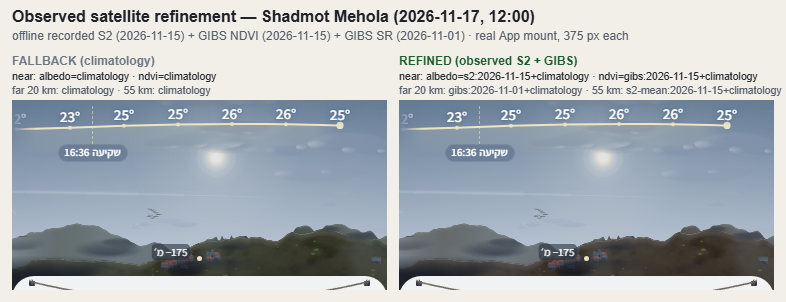 Observed satellite refinement — Shadmot Mehola (2026-11-17, 12:00)
offline recorded S2 (2026-11-15) + GIBS NDVI (2026-11-15) + GIBS SR (2026-11-01) · real App mount, 375 px each
FALLBACK (climatology)
near: albedo=climatology · ndvi=climatology
far 20 km: climatology · 55 km: climatology
2° 23° 25° 25° 26° 26° 25°
שקיעה 16:36
−175 מ׳
REFINED (observed S2 + GIBS)
near: albedo=s2:2026-11-15+climatology · ndvi=gibs:2026-11-15+climatology
far 20 km: gibs:2026-11-01+climatology · 55 km: s2-mean:2026-11-15+climatology
2° 23° 25° 25° 26° 26° 25°
שקיעה 16:36
−175 מ׳